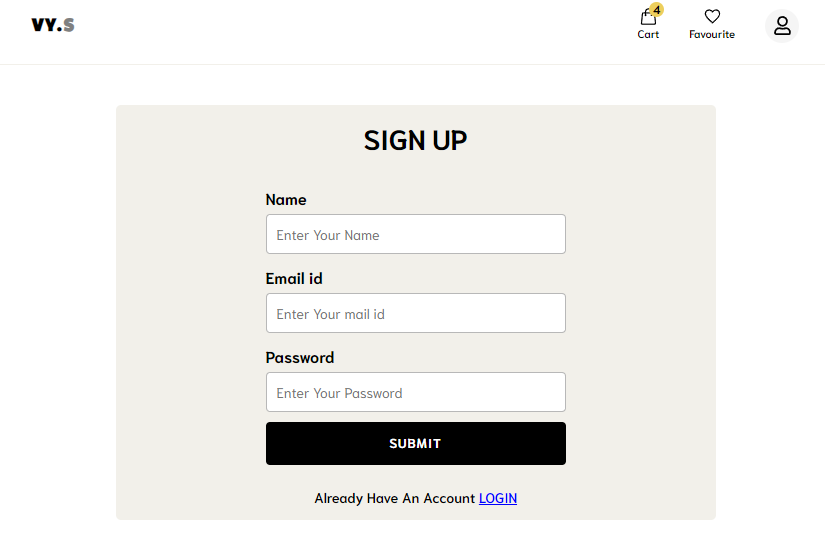 VY.S
4
Cart
Favourite
SIGN UP
Name
Enter Your Name
Email id
Enter Your mail id
Password
Enter Your Password
SUBMIT
Already Have An Account LOGIN